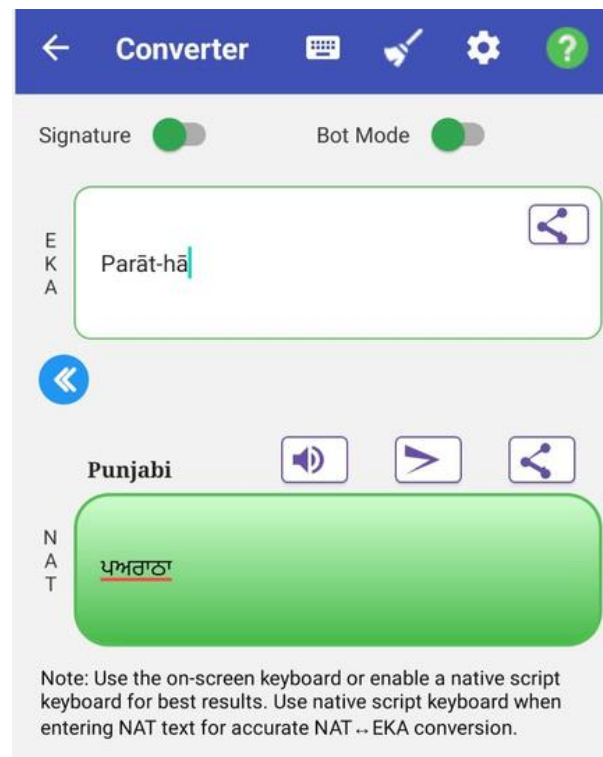 Converter
Signature
Bot Mode
E
K
A
Parāt-hā
Punjabi
N
A
T
ਪਅਰਾਠਾ
Note: Use the on-screen keyboard or enable a native script
keyboard for best results. Use native script keyboard when
entering NAT text for accurate NAT↔EKA conversion.